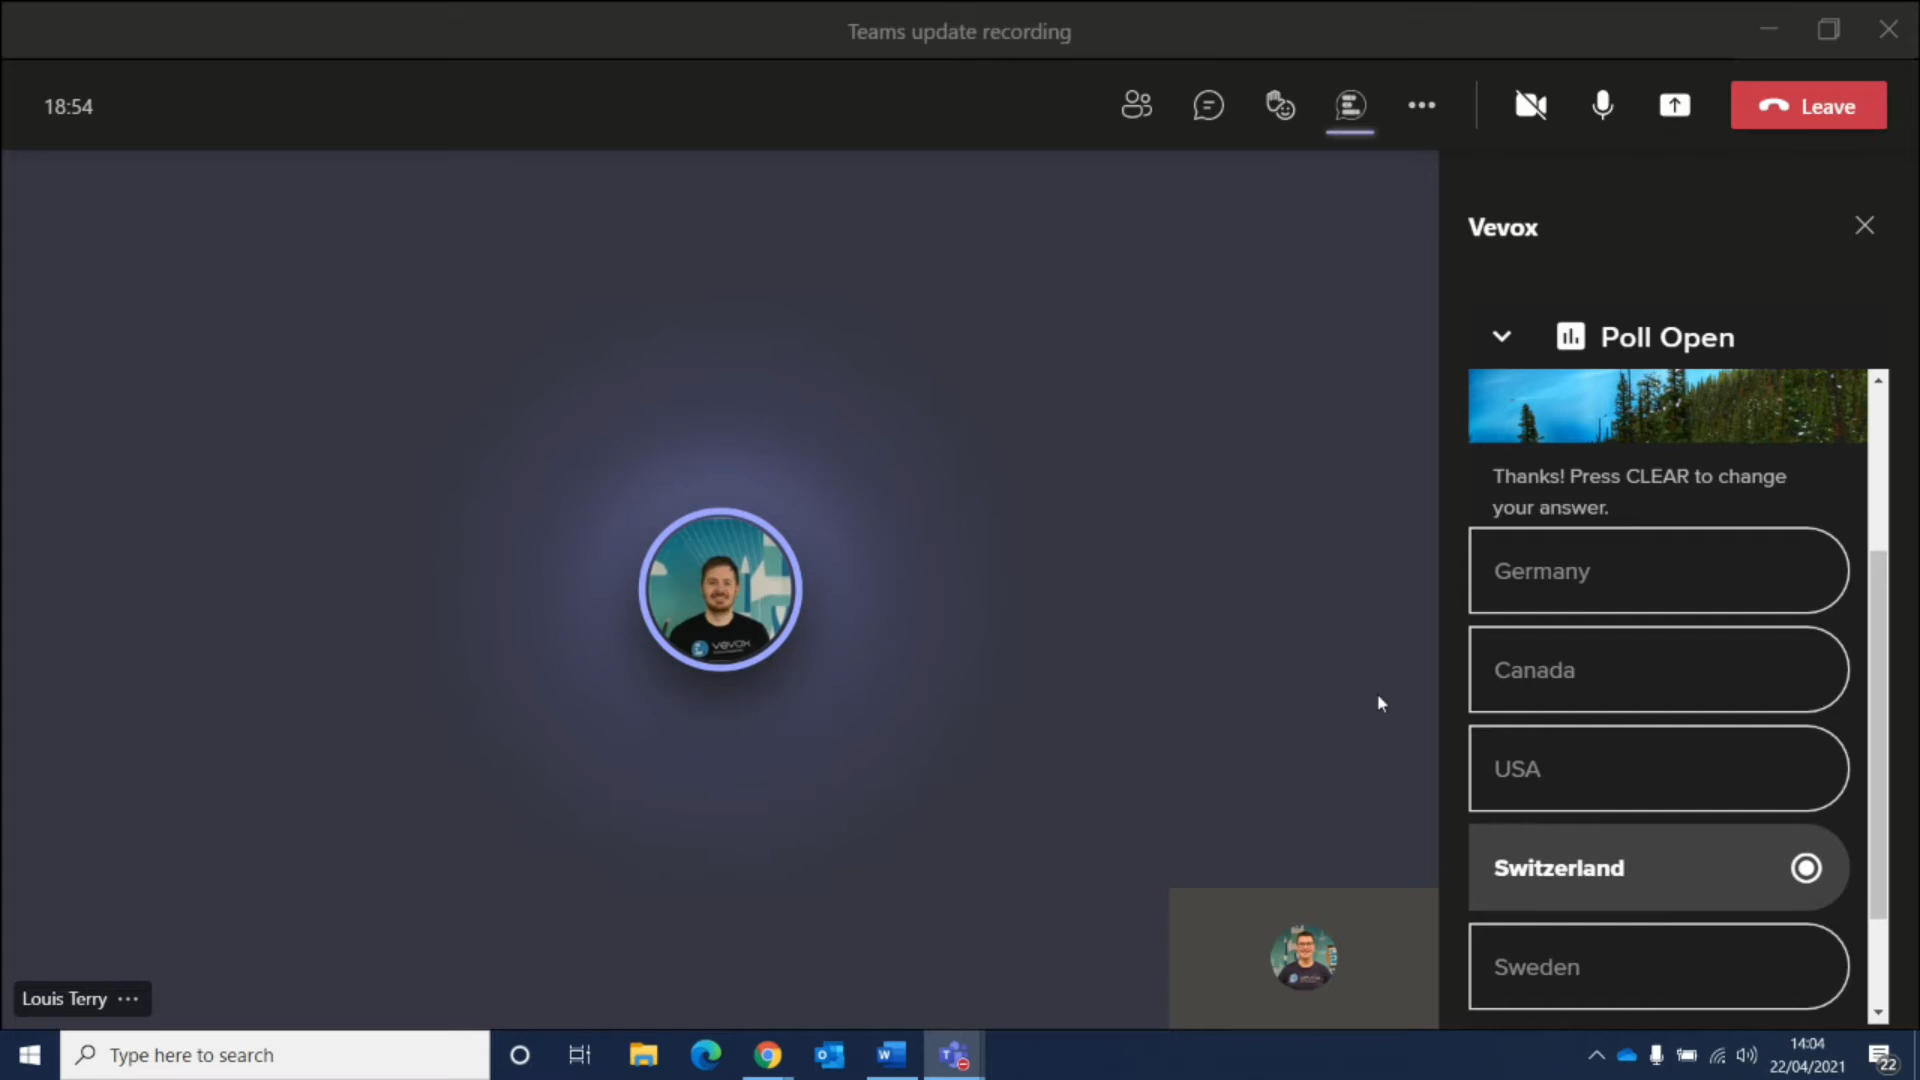 Teams update recording
18:54
Leave
Vevox
Poll Open
Thanks! Press CLEAR to change
your answer.
Germany
Canada
USA
Switzerland
Sweden
vevox
Louis Terry
Type here to search
14:04
22/04/2021
22